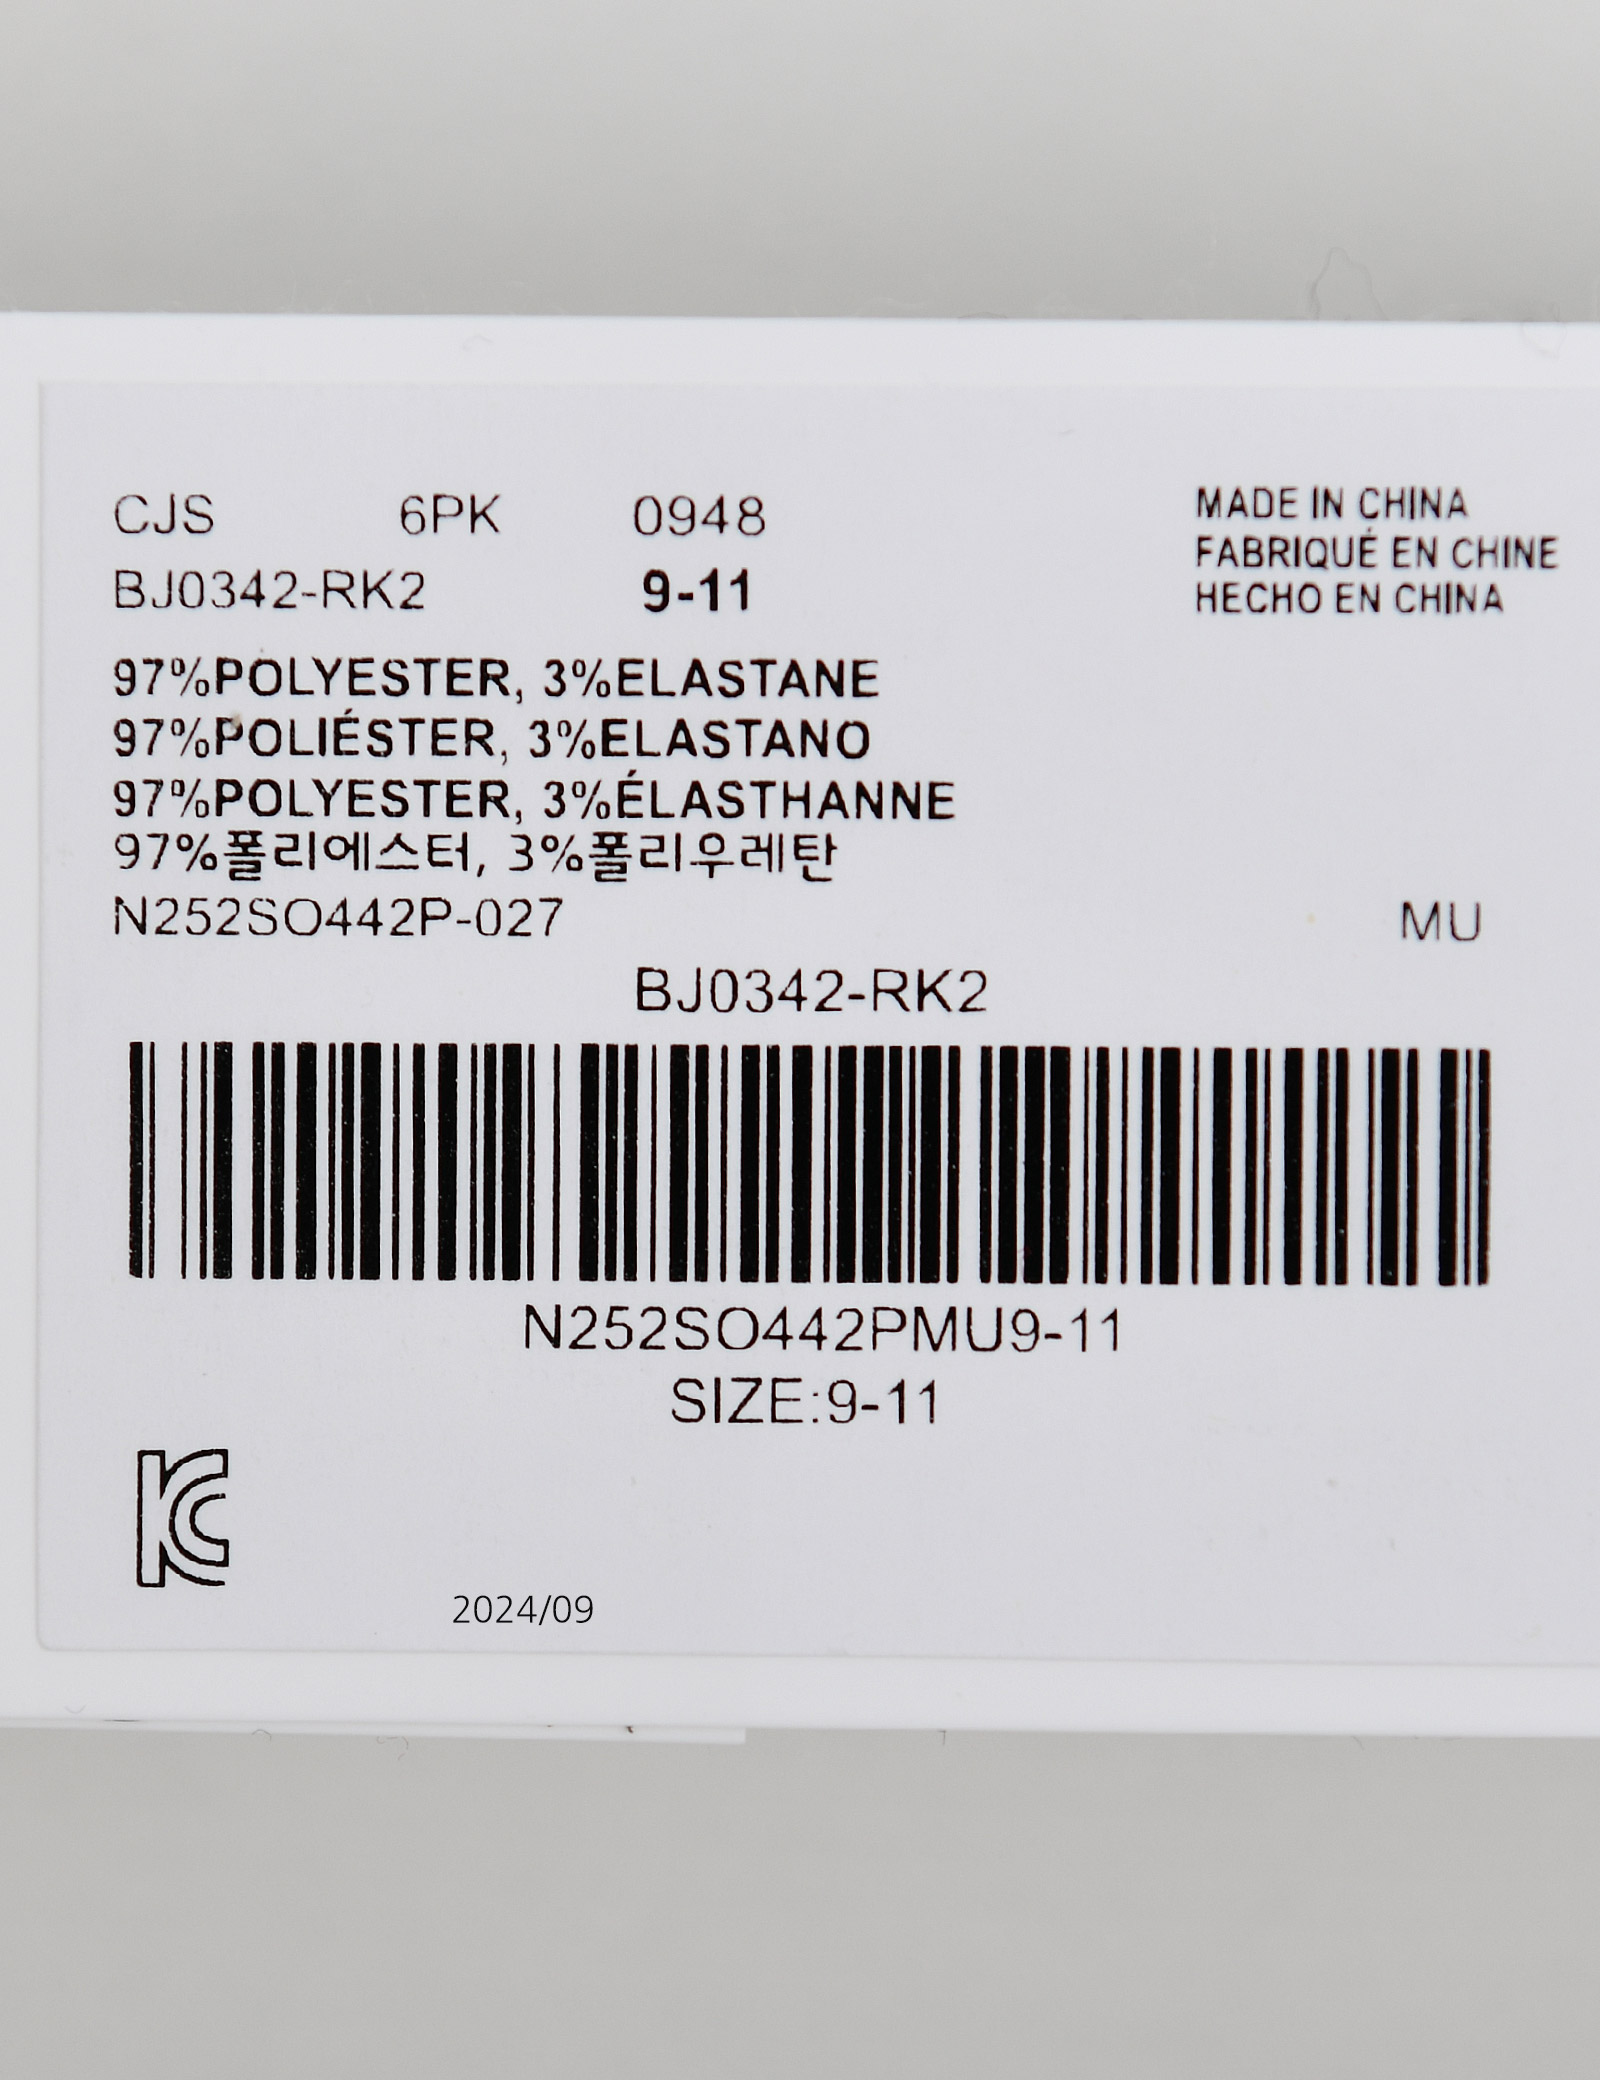 CJS 6PK 0948
BJ0342-RK2 9-11
MADE IN CHINA
FABRIQUÉ EN CHINE
HECHO EN CHINA
97%POLYESTER, 3%ELASTANE
97%POLIÉSTER, 3%ELASTANO
97%POLYESTER, 3%ÉLASTHANNE
97%폴리에스터, 3%폴리우레탄
N252SO442P-027 MU
BJ0342-RK2
N252SO442PMU9-11
SIZE:9-11
KC
2024/09